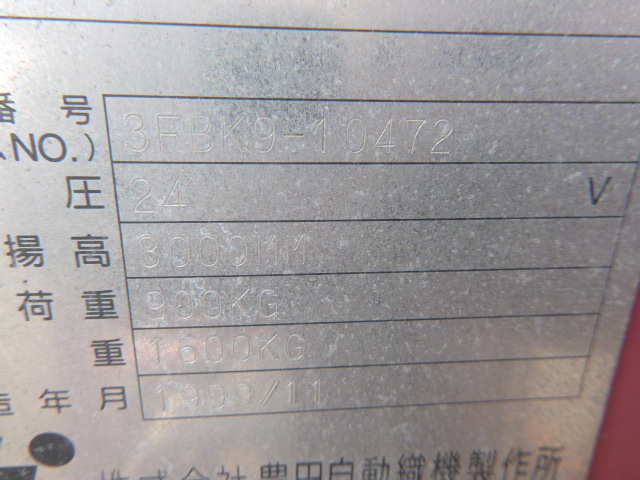 番号 3FBK9-10472
NO.)
圧 24 V
揚高 3000MM
荷重 900KG
重 1600KG
造年月 1999/11
株式会社豊田自動織機製作所